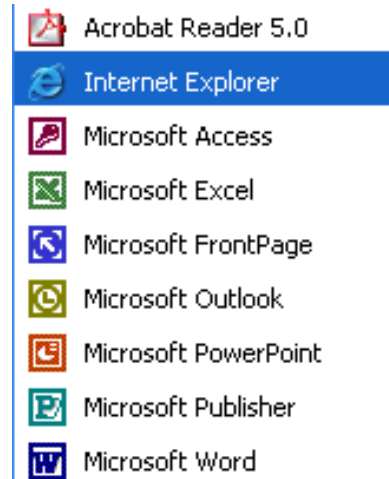 Acrobat Reader 5.0
Internet Explorer
Microsoft Access
Microsoft Excel
Microsoft FrontPage
Microsoft Outlook
Microsoft PowerPoint
Microsoft Publisher
Microsoft Word